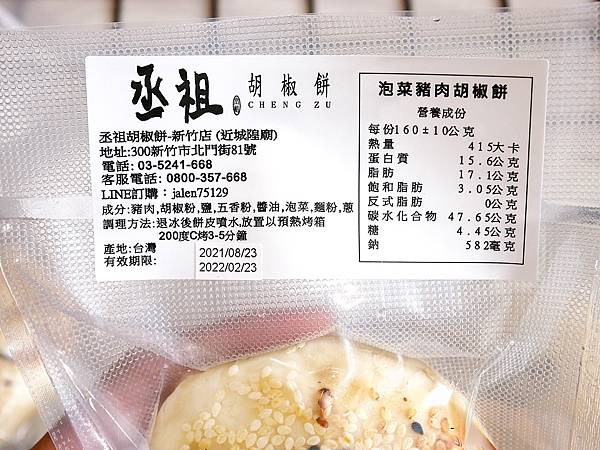 丞祖
胡椒餅
CHENG ZU
丞祖胡椒餅-新竹店 (近城隍廟)
地址:300新竹市北門街81號
電話: 03-5241-668
客服電話: 0800-357-668
LINE訂購：jalen75129
成分:豬肉,胡椒粉,鹽,五香粉,醬油,泡菜,麵粉,蔥
調理方法:退冰後餅皮噴水,放置以預熱烤箱
200度C烤3-5分鐘
產地:台灣 2021/08/23
有效期限: 2022/02/23
泡菜豬肉胡椒餅
營養成份
每份160±10公克
熱量 415大卡
蛋白質 15.6公克
脂肪 17.1公克
飽和脂肪 3.05公克
反式脂肪 0公克
碳水化合物 47.65公克
糖 4.45公克
鈉 582毫克